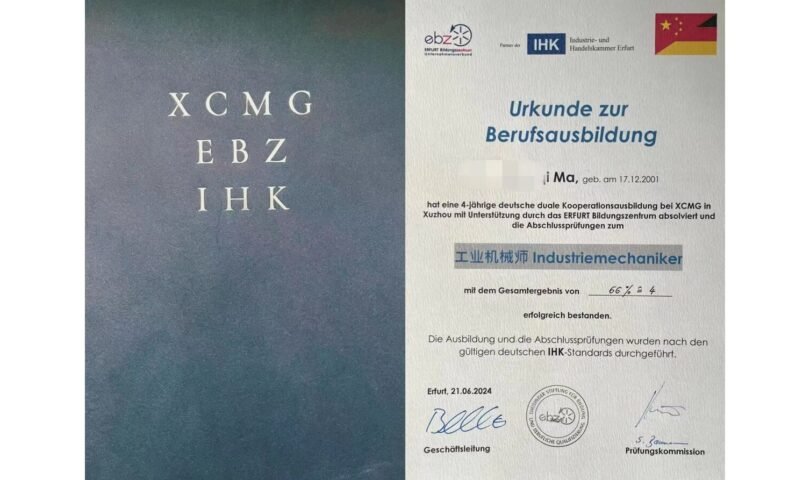 XCMG
EBZ
IHK
ebz
ERFURT Bildungszentrum
Unternehmensverbund
Partner der
IHK
Industrie- und
Handelskammer Erfurt
Urkunde zur
Berufsausbildung
i Ma, geb. am 17.12.2001
hat eine 4-jährige deutsche duale Kooperationsausbildung bei XCMG in
Xuzhou mit Unterstützung durch das ERFURT Bildungszentrum absolviert und
die Abschlussprüfungen zum
工业机械师 Industriemechaniker
mit dem Gesamtergebnis von 66% ≙ 4
erfolgreich bestanden.
Die Ausbildung und die Abschlussprüfungen wurden nach den
gültigen deutschen IHK-Standards durchgeführt.
Erfurt, 21.06.2024
ebz
Geschäftsleitung
Prüfungskommission